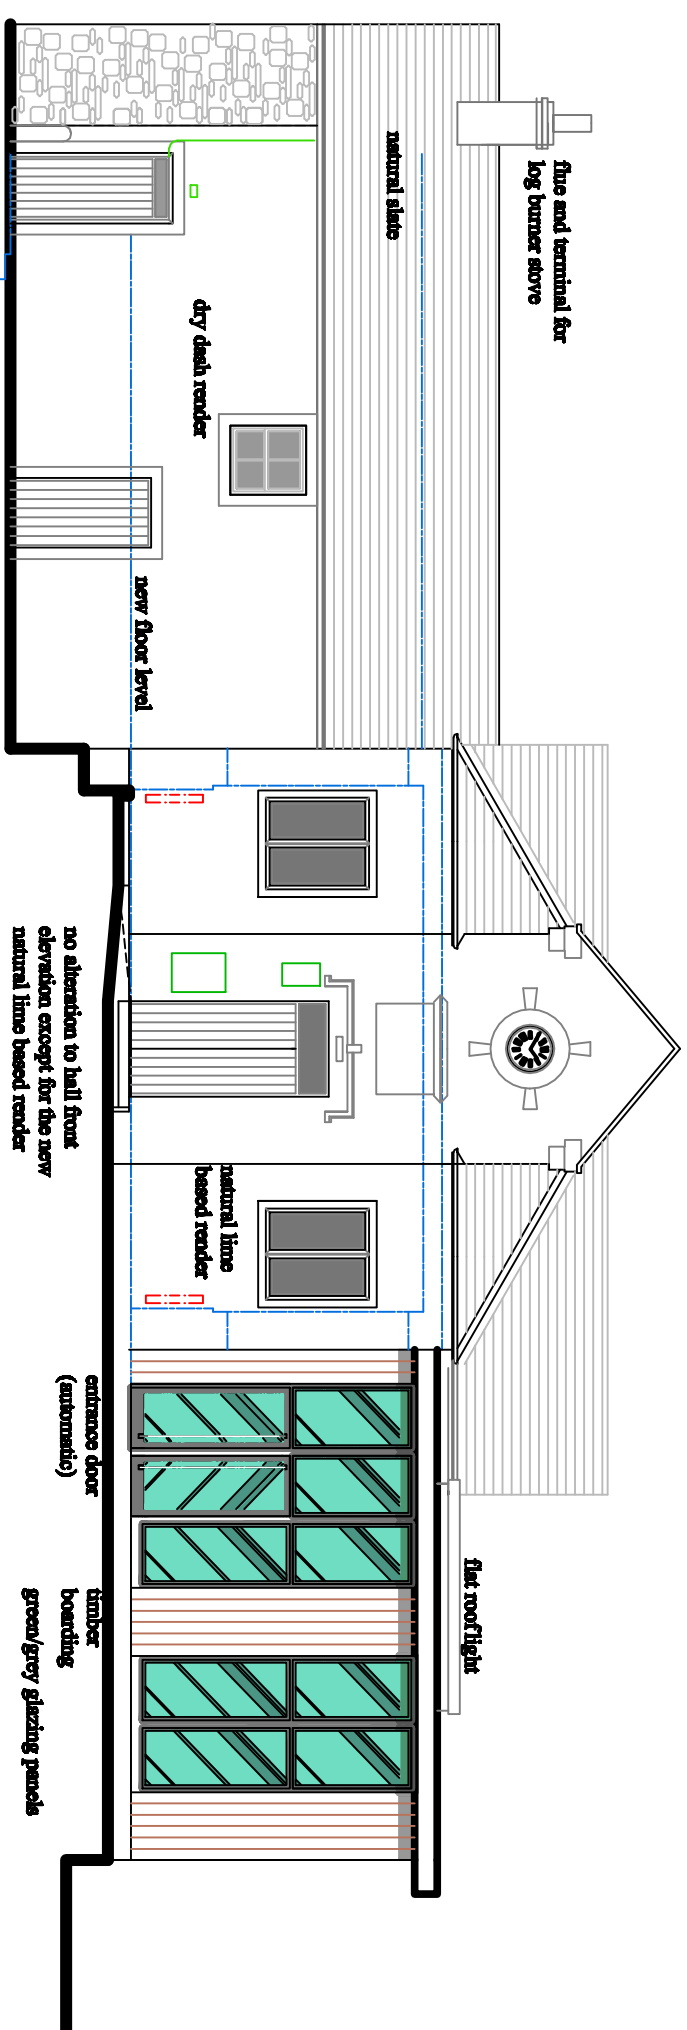 flue and terminal for
log burner stove
natural slate
dry dash render
new floor level
no alteration to hall front
elevation except for the new
natural lime based render
natural lime
based render
entrance door
(automatic)
flat rooflight
timber
boarding
green/grey glazing panels